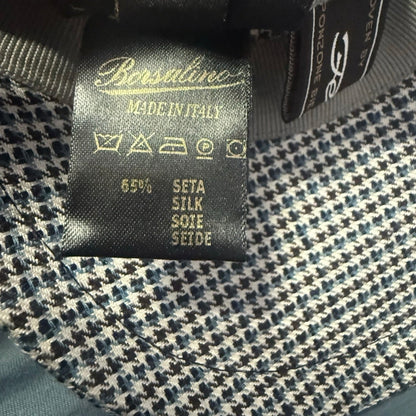 Borsalino
MADE IN ITALY
65% SETA
SILK
SOIE
SEIDE